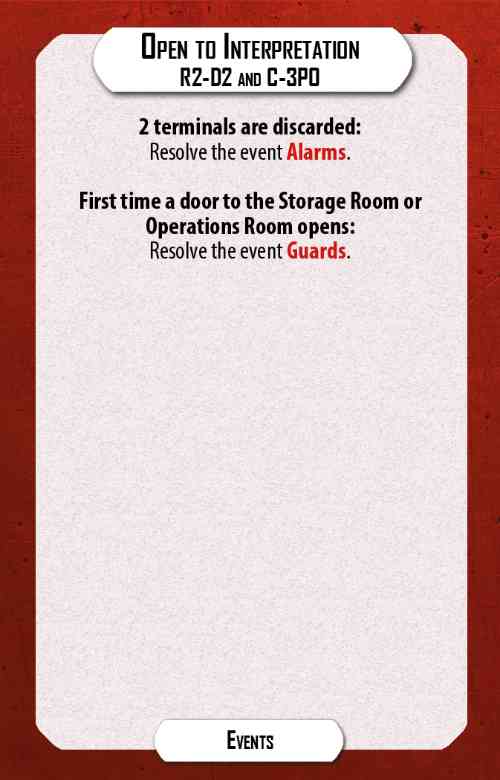 Open to Interpretation
R2-D2 and C-3PO
2 terminals are discarded:
Resolve the event Alarms.
First time a door to the Storage Room or
Operations Room opens:
Resolve the event Guards.
Events